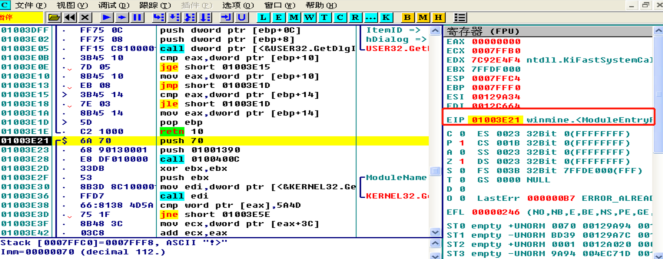 C 文件(F) 视图(V) 调试(D) 跟踪(T) 插件(P) 选项(O) 窗口(W) 帮助(H)
暂停 L E M W T C R ... K B M H
01003DFF . FF75 0C push dword ptr [ebp+0C] ItemID =>
01003E02 . FF75 08 push dword ptr [ebp+8] hDialog =>
01003E05 . FF15 C8100001 call dword ptr [<&USER32.GetDlgI USER32.Ge
01003E0B . 3B45 10 cmp eax,dword ptr [ebp+10]
01003E0E . 7D 05 jge short 01003E15
01003E10 . 8B45 10 mov eax,dword ptr [ebp+10]
01003E13 . EB 08 jmp short 01003E1D
01003E15 > 3B45 14 cmp eax,dword ptr [ebp+14]
01003E18 . 7E 03 jle short 01003E1D
01003E1A . 8B45 14 mov eax,dword ptr [ebp+14]
01003E1D > 5D pop ebp
01003E1E . C2 1000 retn 10
01003E21 $ 6A 70 push 70
01003E23 . 68 90130001 push 01001390
01003E28 . E8 DF010000 call 0100400C
01003E2D . 33DB xor ebx,ebx
01003E2F . 53 push ebx ModuleName
01003E30 . 8B3D 8C100001 mov edi,dword ptr [<&KERNEL32.Ge
01003E36 . FFD7 call edi KERNEL32.G
01003E38 . 66:8138 4D5A cmp word ptr [eax],5A4D
01003E3D . 75 1F jne short 01003E5E
01003E3F . 8B48 3C mov ecx,dword ptr [eax+3C]
01003E42 . 03C8 add ecx,eax
Stack [0007FFC0]=0007FFF8, ASCII "!>"
Imm=00000070 (decimal 112.)
寄存器 (FPU)
EAX 00000000
ECX 0007FFB0
EDX 7C92E4F4 ntdll.KiFastSystemCa
EBX 7FFDF000
ESP 0007FFC4
EBP 0007FFF0
ESI 00129A34
EDI 0012C664
EIP 01003E21 winmine.<ModuleEntryP
C 0 ES 0023 32Bit 0(FFFFFFFF)
P 1 CS 001B 32Bit 0(FFFFFFFF)
A 0 SS 0023 32Bit 0(FFFFFFFF)
Z 1 DS 0023 32Bit 0(FFFFFFFF)
S 0 FS 003B 32Bit 7FFDE000(FFF)
T 0 GS 0000 NULL
D 0
O 0 LastErr 000000B7 ERROR_ALREAD
EFL 00000246 (NO,NB,E,BE,NS,PE,GE,
ST0 empty +UNORM 0070 00129A94
ST1 empty -UNORM BD39 00129A7C
ST2 empty +UNORM 0001 0012A020
ST3 empty -UNORM 9A94 004EC71D